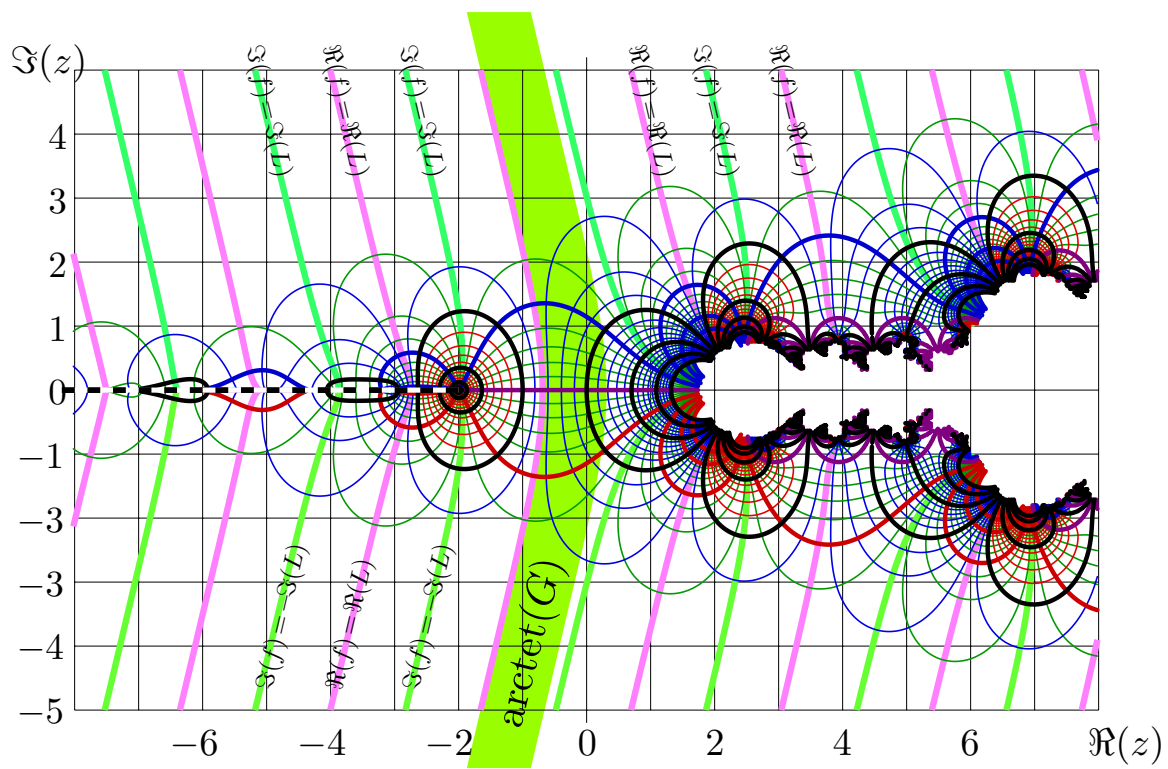 ℑ(z)
ℑ(f)=ℑ(L)
ℜ(f)=ℜ(L)
ℑ(f)=ℑ(L)
ℜ(f)=ℜ(L)
ℑ(f)=ℑ(L)
ℜ(f)=ℜ(L)
4
3
2
1
0
−1
−3
−3
−4
−5
ℑ(f)=−ℑ(L)
ℜ(f)=ℜ(L)
ℑ(f)=−ℑ(L)
arctet(G)
−6 −4 −2 0 2 4 6 ℜ(z)